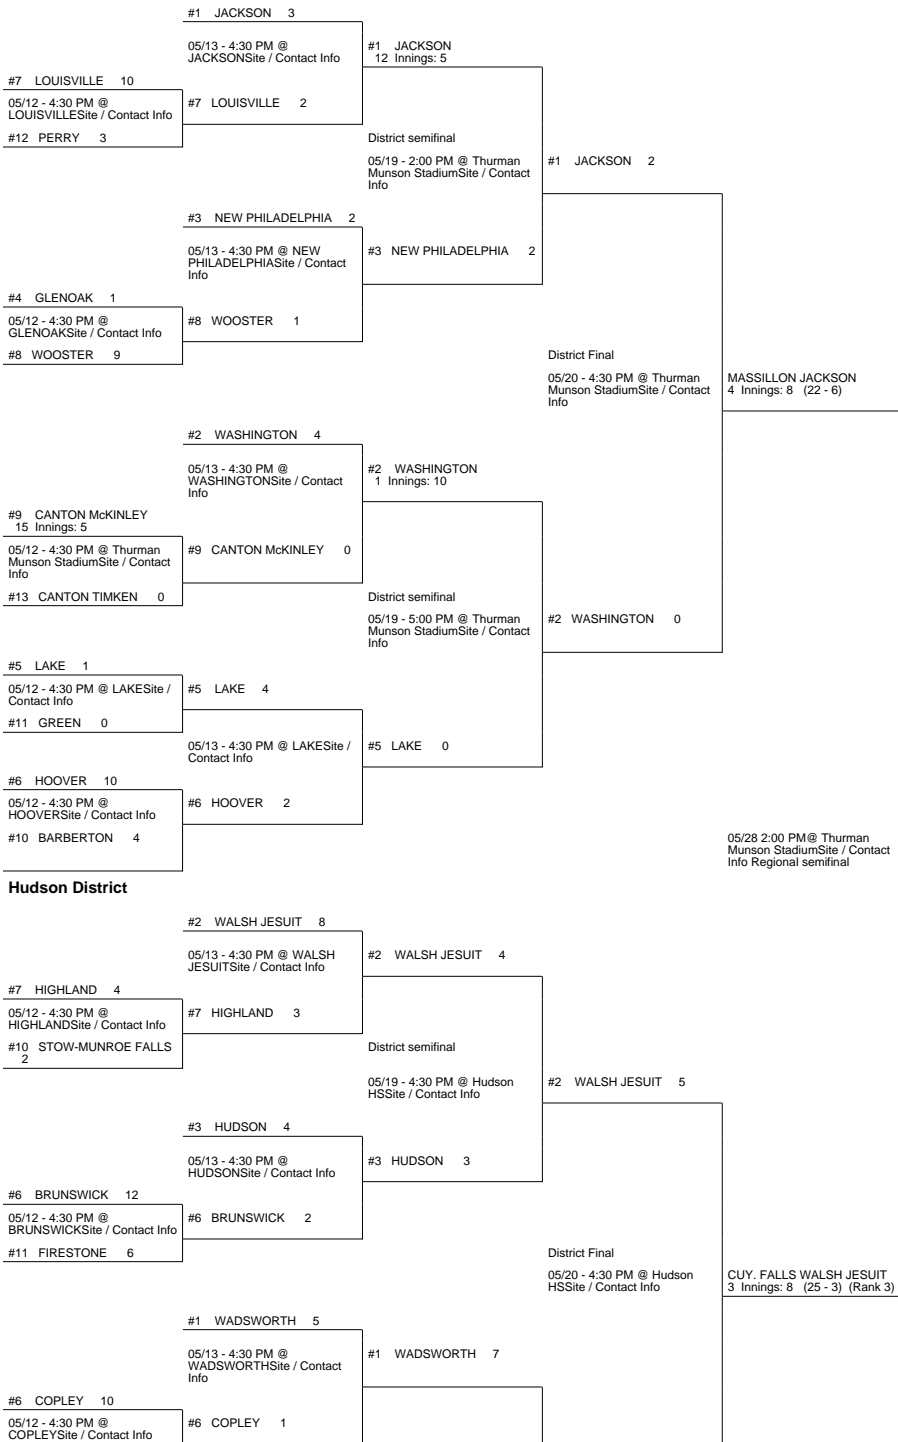 #1 JACKSON 3
05/13 - 4:30 PM @
JACKSONSite / Contact Info
#1 JACKSON
12 Innings: 5
#7 LOUISVILLE 10
05/12 - 4:30 PM @
LOUISVILLESite / Contact Info
#7 LOUISVILLE 2
#12 PERRY 3
District semifinal
05/19 - 2:00 PM @ Thurman
Munson StadiumSite / Contact
Info
#1 JACKSON 2
#3 NEW PHILADELPHIA 2
05/13 - 4:30 PM @ NEW
PHILADELPHIASite / Contact
Info
#3 NEW PHILADELPHIA 2
#4 GLENOAK 1
05/12 - 4:30 PM @
GLENOAKSite / Contact Info
#8 WOOSTER 1
#8 WOOSTER 9
District Final
05/20 - 4:30 PM @ Thurman
Munson StadiumSite / Contact
Info
MASSILLON JACKSON
4 Innings: 8 (22 - 6)
#2 WASHINGTON 4
05/13 - 4:30 PM @
WASHINGTONSite / Contact
Info
#2 WASHINGTON
1 Innings: 10
#9 CANTON McKINLEY
15 Innings: 5
05/12 - 4:30 PM @ Thurman
Munson StadiumSite / Contact
Info
#9 CANTON McKINLEY 0
#13 CANTON TIMKEN 0
District semifinal
05/19 - 5:00 PM @ Thurman
Munson StadiumSite / Contact
Info
#2 WASHINGTON 0
#5 LAKE 1
05/12 - 4:30 PM @ LAKESite /
Contact Info
#5 LAKE 4
#11 GREEN 0
05/13 - 4:30 PM @ LAKESite /
Contact Info
#5 LAKE 0
#6 HOOVER 10
05/12 - 4:30 PM @
HOOVERSite / Contact Info
#6 HOOVER 2
#10 BARBERTON 4
05/28 2:00 PM@ Thurman
Munson StadiumSite / Contact
Info Regional semifinal
Hudson District
#2 WALSH JESUIT 8
05/13 - 4:30 PM @ WALSH
JESUITSite / Contact Info
#2 WALSH JESUIT 4
#7 HIGHLAND 4
05/12 - 4:30 PM @
HIGHLANDSite / Contact Info
#7 HIGHLAND 3
#10 STOW-MUNROE FALLS
2
District semifinal
05/19 - 4:30 PM @ Hudson
HSSite / Contact Info
#2 WALSH JESUIT 5
#3 HUDSON 4
05/13 - 4:30 PM @
HUDSONSite / Contact Info
#3 HUDSON 3
#6 BRUNSWICK 12
05/12 - 4:30 PM @
BRUNSWICKSite / Contact Info
#6 BRUNSWICK 2
#11 FIRESTONE 6
District Final
05/20 - 4:30 PM @ Hudson
HSSite / Contact Info
CUY. FALLS WALSH JESUIT
3 Innings: 8 (25 - 3) (Rank 3)
#1 WADSWORTH 5
05/13 - 4:30 PM @
WADSWORTHSite / Contact
Info
#1 WADSWORTH 7
#6 COPLEY 10
05/12 - 4:30 PM @
COPLEYSite / Contact Info
#6 COPLEY 1